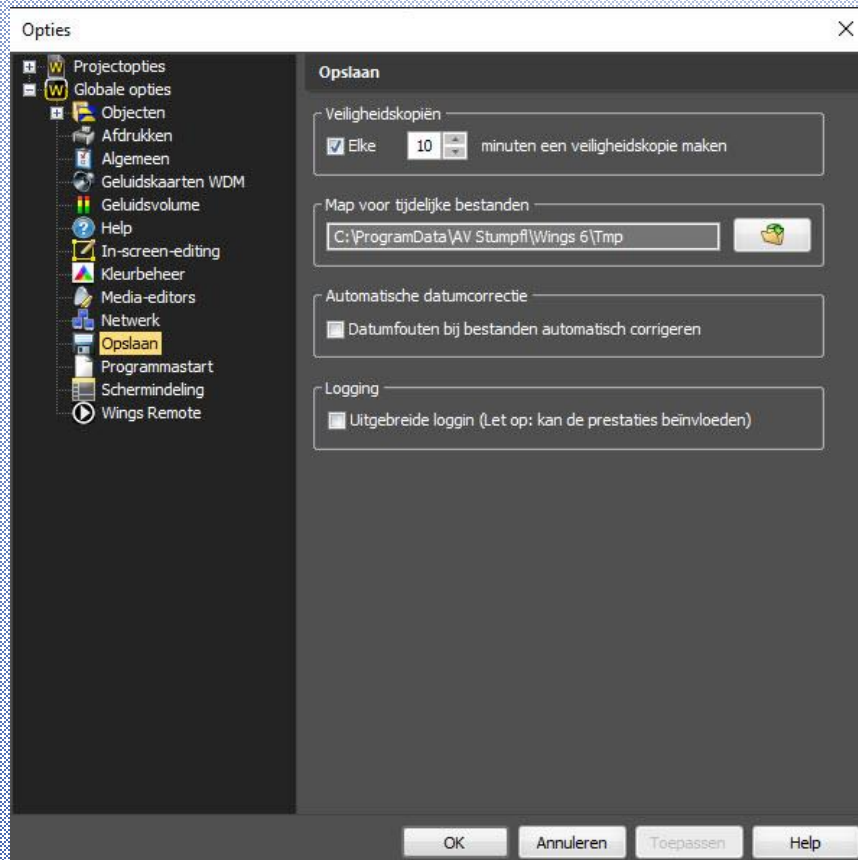 Opties
Projectopties
Globale opties
Objecten
Afdrukken
Algemeen
Geluidskaarten WDM
Geluidsvolume
Help
In-screen-editing
Kleurbeheer
Media-editors
Netwerk
Opslaan
Programmastart
Schermindeling
Wings Remote
Opslaan
Veiligheidskopiën
Elke 10 minuten een veiligheidskopie maken
Map voor tijdelijke bestanden
C:\ProgramData\AV Stumpfl\Wings 6\Tmp
Automatische datumcorrectie
Datumfouten bij bestanden automatisch corrigeren
Logging
Uitgebreide loggin (Let op: kan de prestaties beïnvloeden)
OK Annuleren Toepassen Help